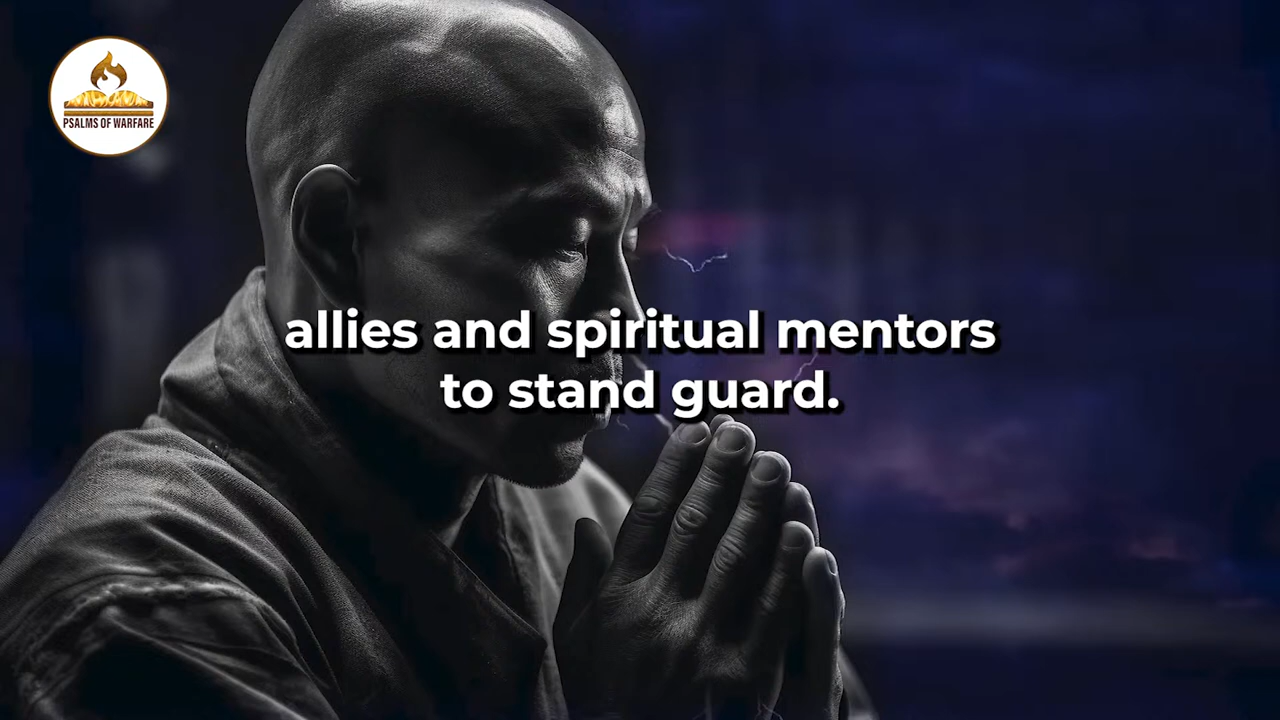 PSALMS OF WARFARE
allies and spiritual mentors
to stand guard.